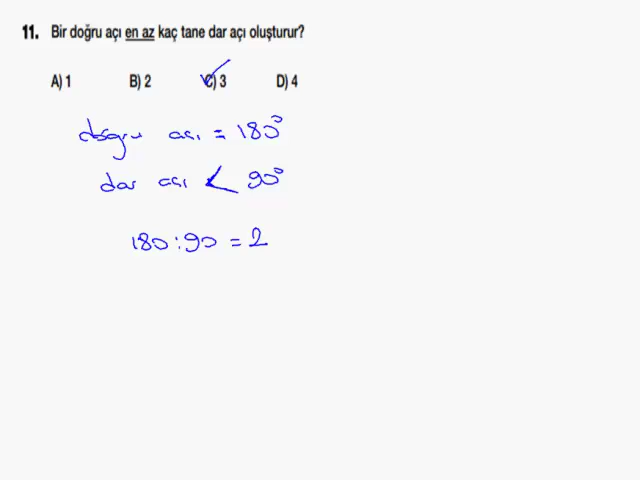 11. Bir doğru açı en az kaç tane dar açı oluşturur?
A) 1 B) 2 C) 3 D) 4
doğru açı = 180°
dar açı < 90°
180 : 90 = 2